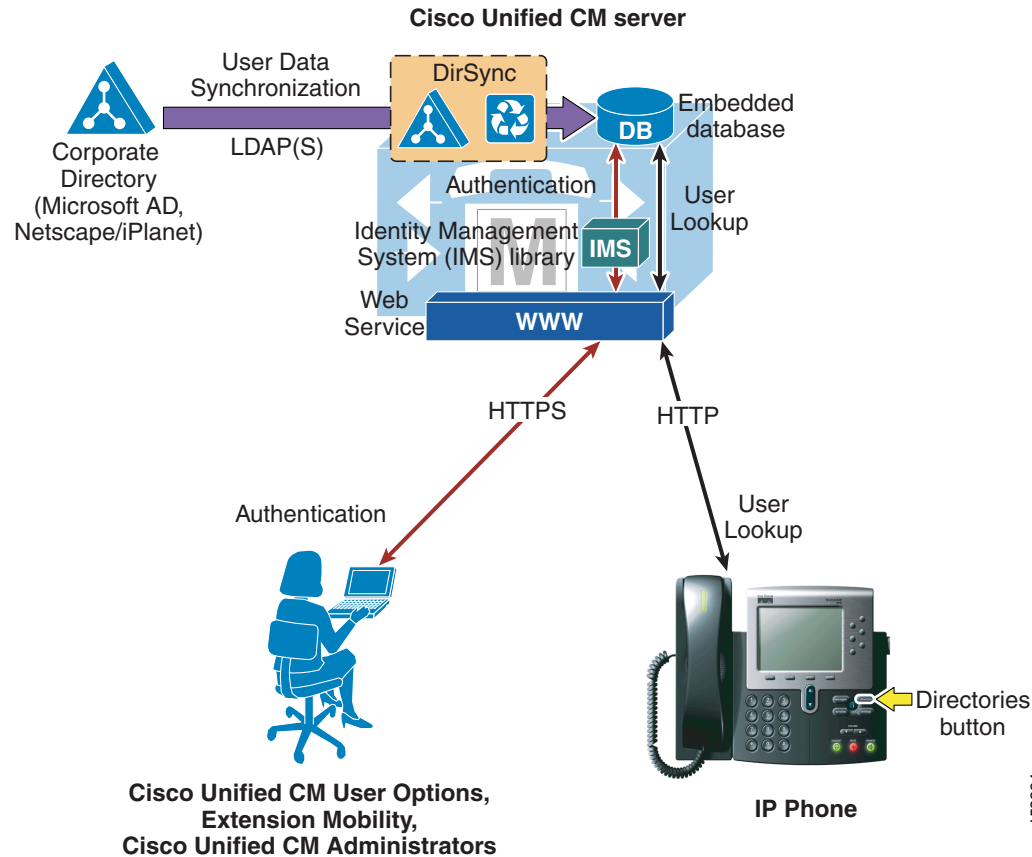 Cisco Unified CM server
User Data
Synchronization
LDAP(S)
DirSync
DB
Embedded
database
Corporate
Directory
(Microsoft AD,
Netscape/iPlanet)
Authentication
User
Lookup
Identity Management
System (IMS) library
IMS
M
Web
Service
WWW
HTTPS
HTTP
Authentication
User
Lookup
Directories
button
Cisco Unified CM User Options,
Extension Mobility,
Cisco Unified CM Administrators
IP Phone